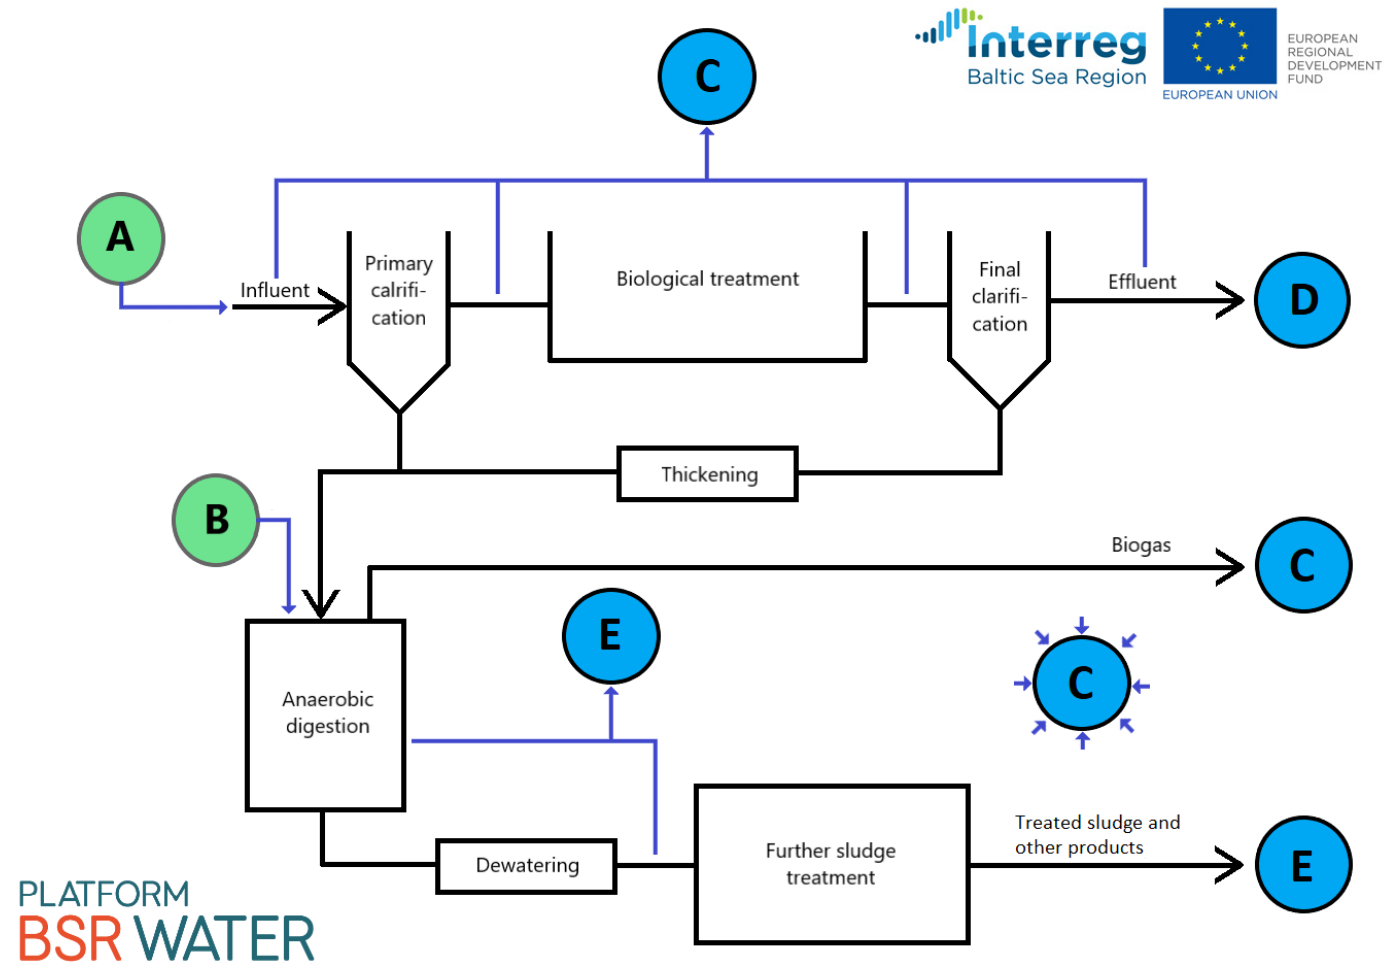 Interreg
Baltic Sea Region
EUROPEAN UNION
EUROPEAN
REGIONAL
DEVELOPMENT
FUND
C
A
Influent
Primary
calrifi-
cation
Biological treatment
Final
clarifi-
cation
Effluent
D
Thickening
B
Biogas
C
E
Anaerobic
digestion
C
Dewatering
Further sludge
treatment
Treated sludge and
other products
E
PLATFORM
BSR WATER